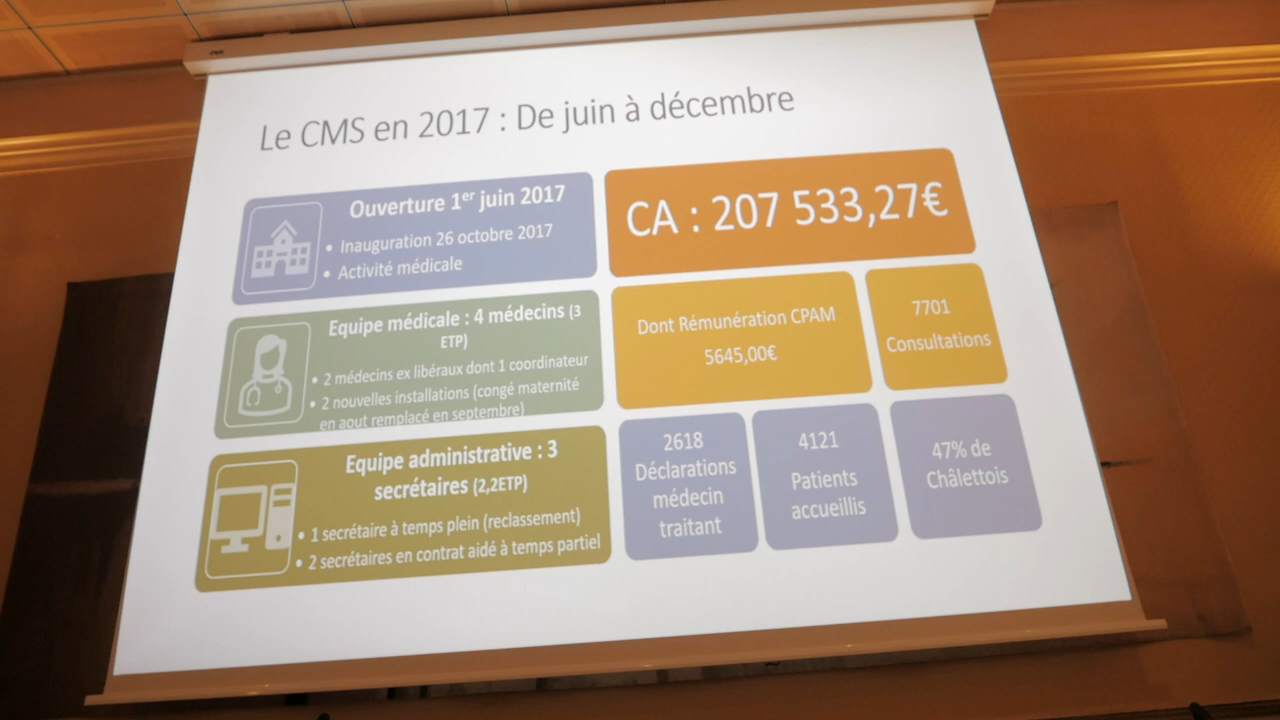 Le CMS en 2017 : De juin à décembre
Ouverture 1er juin 2017
• Inauguration 26 octobre 2017
• Activité médicale
CA : 207 533,27€
Equipe médicale : 4 médecins (3
ETP)
• 2 médecins ex libéraux dont 1 coordinateur
• 2 nouvelles installations (congé maternité
en aout remplacé en septembre)
Dont Rémunération CPAM
5645,00€
7701
Consultations
Equipe administrative : 3
secrétaires (2,2ETP)
• 1 secrétaire à temps plein (reclassement)
• 2 secrétaires en contrat aidé à temps partiel
2618
Déclarations
médecin
traitant
4121
Patients
accueillis
47% de
Châlettois